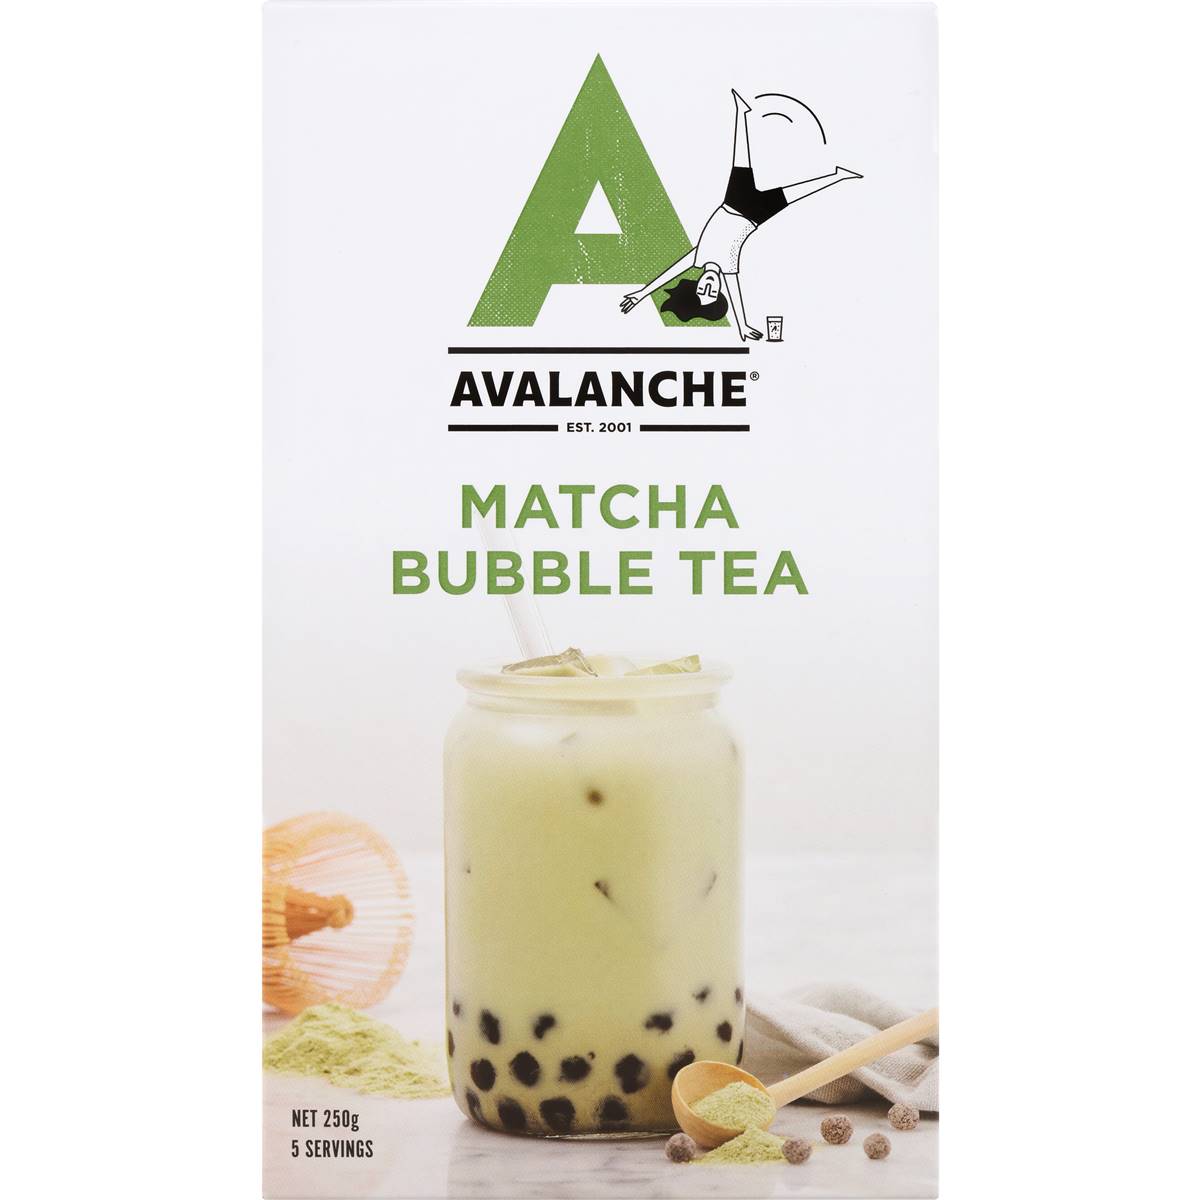 A
AVALANCHE®
EST. 2001
MATCHA
BUBBLE TEA
NET 250g
5 SERVINGS